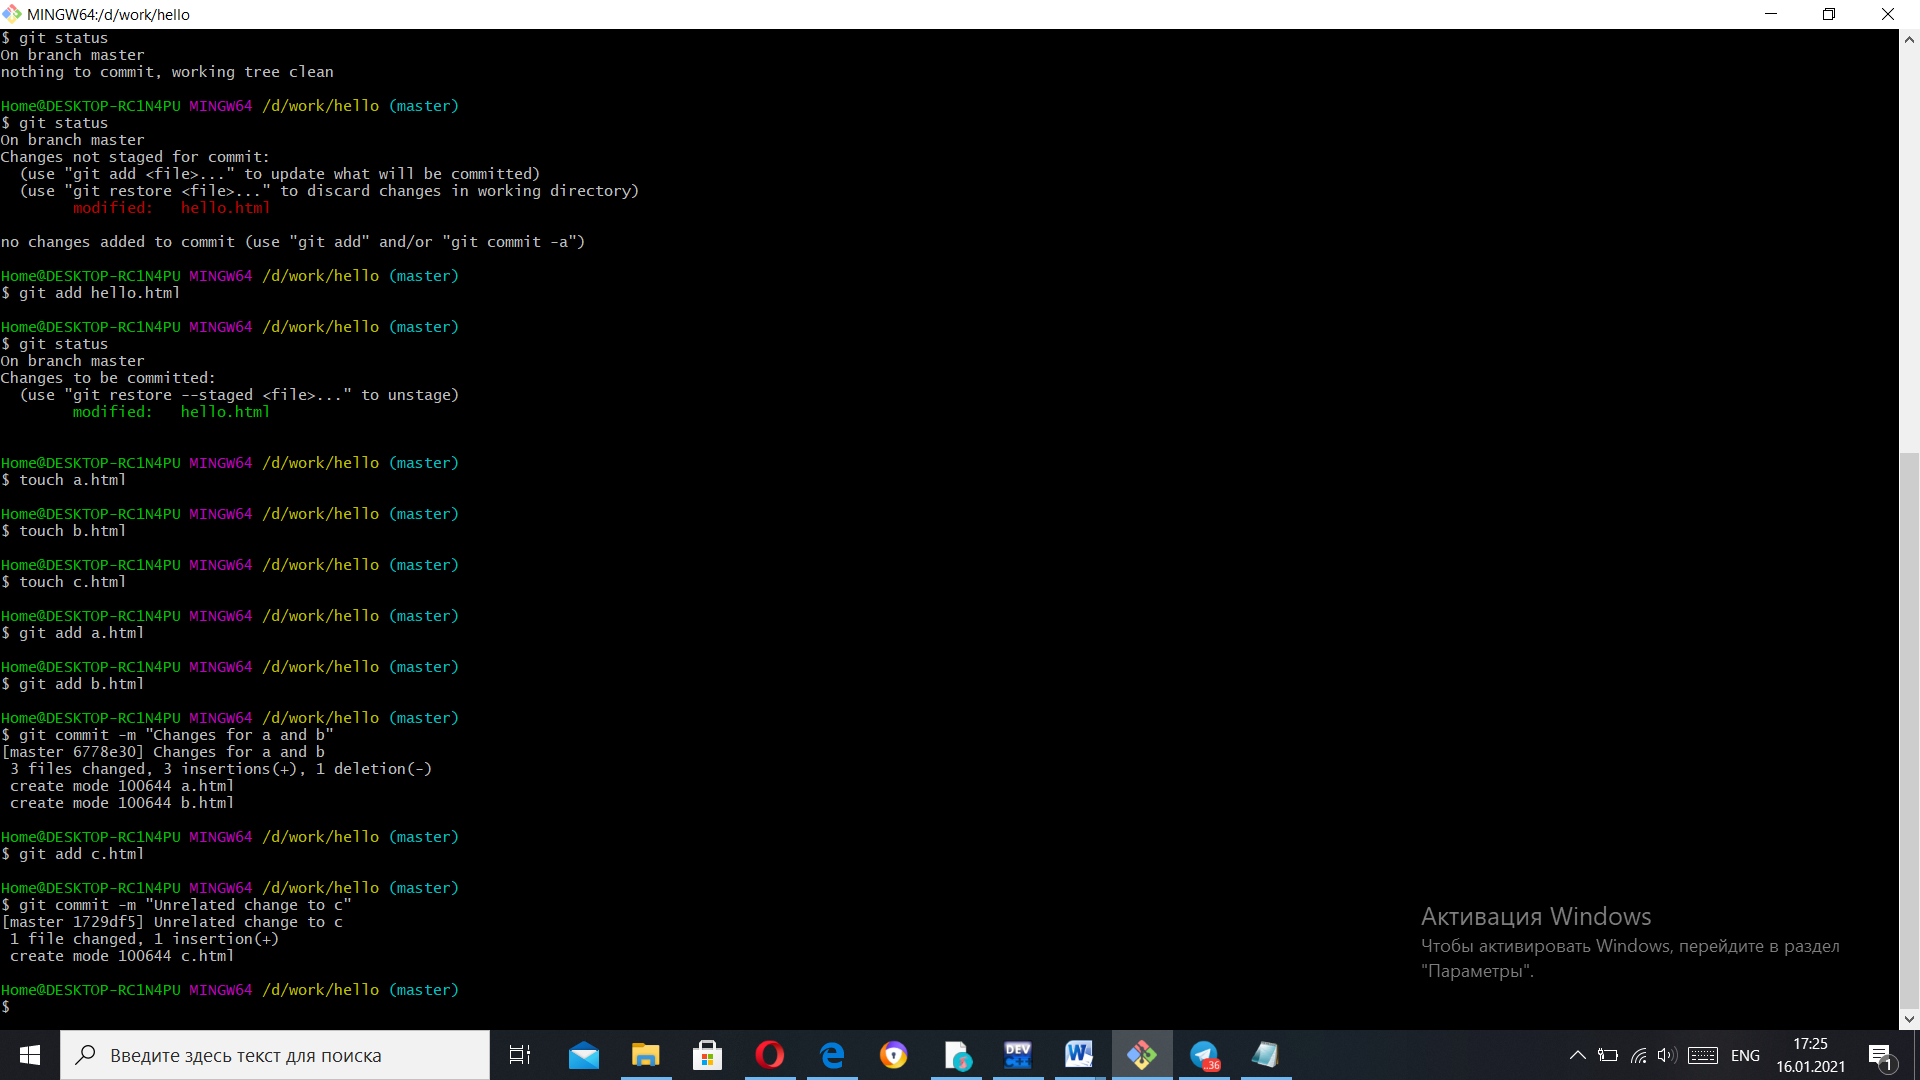 MINGW64:/d/work/hello
$ git status
On branch master
nothing to commit, working tree clean
Home@DESKTOP-RC1N4PU MINGW64 /d/work/hello (master)
$ git status
On branch master
Changes not staged for commit:
  (use "git add <file>..." to update what will be committed)
  (use "git restore <file>..." to discard changes in working directory)
        modified:   hello.html
no changes added to commit (use "git add" and/or "git commit -a")
Home@DESKTOP-RC1N4PU MINGW64 /d/work/hello (master)
$ git add hello.html
Home@DESKTOP-RC1N4PU MINGW64 /d/work/hello (master)
$ git status
On branch master
Changes to be committed:
  (use "git restore --staged <file>..." to unstage)
        modified:   hello.html
Home@DESKTOP-RC1N4PU MINGW64 /d/work/hello (master)
$ touch a.html
Home@DESKTOP-RC1N4PU MINGW64 /d/work/hello (master)
$ touch b.html
Home@DESKTOP-RC1N4PU MINGW64 /d/work/hello (master)
$ touch c.html
Home@DESKTOP-RC1N4PU MINGW64 /d/work/hello (master)
$ git add a.html
Home@DESKTOP-RC1N4PU MINGW64 /d/work/hello (master)
$ git add b.html
Home@DESKTOP-RC1N4PU MINGW64 /d/work/hello (master)
$ git commit -m "Changes for a and b"
[master 6778e30] Changes for a and b
 3 files changed, 3 insertions(+), 1 deletion(-)
 create mode 100644 a.html
 create mode 100644 b.html
Home@DESKTOP-RC1N4PU MINGW64 /d/work/hello (master)
$ git add c.html
Home@DESKTOP-RC1N4PU MINGW64 /d/work/hello (master)
$ git commit -m "Unrelated change to c"
[master 1729df5] Unrelated change to c
 1 file changed, 1 insertion(+)
 create mode 100644 c.html
Home@DESKTOP-RC1N4PU MINGW64 /d/work/hello (master)
$
Активация Windows
Чтобы активировать Windows, перейдите в раздел
"Параметры".
Введите здесь текст для поиска
DEV
C++
W
..36
ENG
17:25
16.01.2021
1